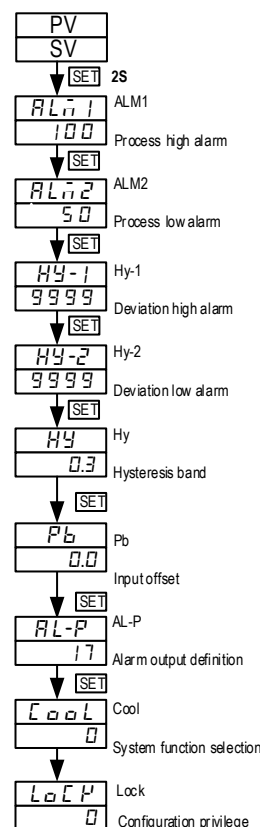 PV
SV
SET 2S
ALM1 ALM1
100 Process high alarm
SET
ALM2 ALM2
50 Process low alarm
SET
HY-1 Hy-1
9999 Deviation high alarm
SET
HY-2 Hy-2
9999 Deviation low alarm
SET
HY Hy
0.3 Hysteresis band
SET
Pb Pb
0.0 Input offset
SET
AL-P AL-P
17 Alarm output definition
SET
CooL Cool
0 System function selection
LoCK Lock
0 Configuration privilege